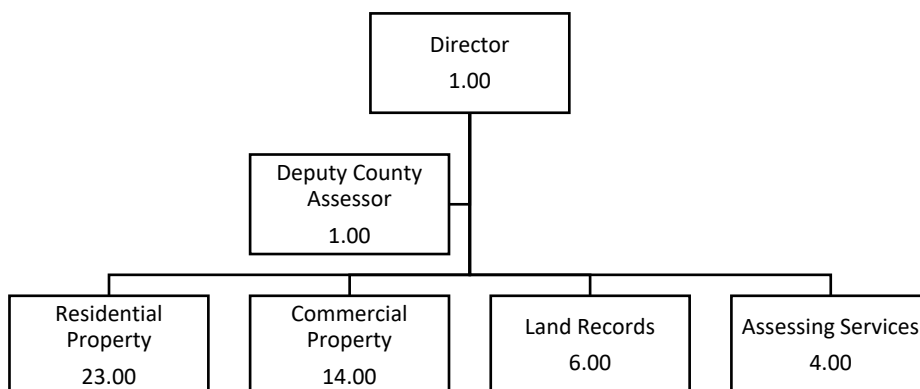 Director
1.00
Deputy County
Assessor
1.00
Residential
Property
23.00
Commercial
Property
14.00
Land Records
6.00
Assessing Services
4.00